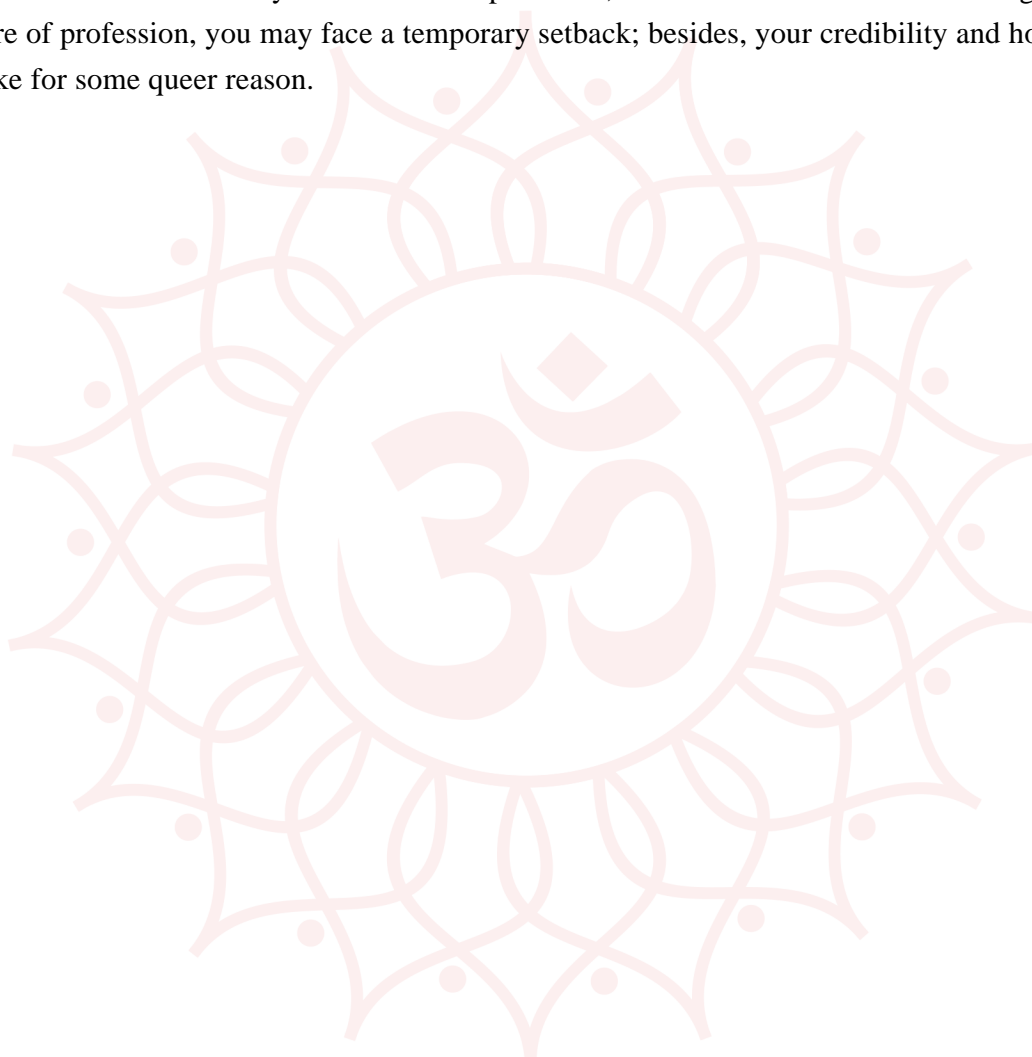 re of profession, you may face a temporary setback; besides, your credibility and ho
ke for some queer reason.
ॐ